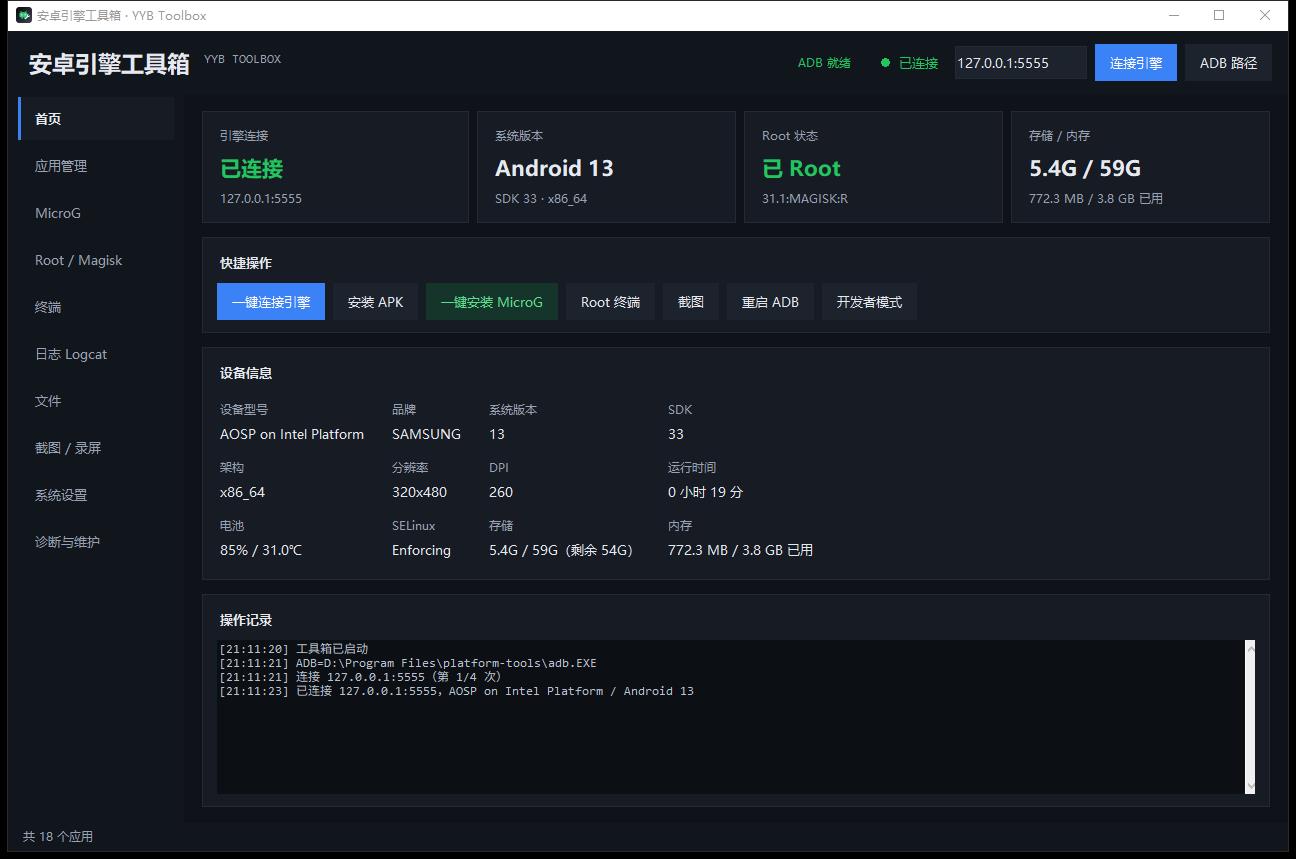 安卓引擎工具箱 · YYB Toolbox
安卓引擎工具箱 YYB TOOLBOX ADB 就绪 已连接 127.0.0.1:5555 连接引擎 ADB 路径
首页
应用管理
MicroG
Root / Magisk
终端
日志 Logcat
文件
截图 / 录屏
系统设置
诊断与维护
引擎连接
已连接
127.0.0.1:5555
系统版本
Android 13
SDK 33 · x86_64
Root 状态
已 Root
31.1:MAGISK:R
存储 / 内存
5.4G / 59G
772.3 MB / 3.8 GB 已用
快捷操作
一键连接引擎 安装 APK 一键安装 MicroG Root 终端 截图 重启 ADB 开发者模式
设备信息
设备型号 品牌 系统版本 SDK
AOSP on Intel Platform SAMSUNG 13 33
架构 分辨率 DPI 运行时间
x86_64 320x480 260 0 小时 19 分
电池 SELinux 存储 内存
85% / 31.0℃ Enforcing 5.4G / 59G（剩余 54G） 772.3 MB / 3.8 GB 已用
操作记录
[21:11:20] 工具箱已启动
[21:11:21] ADB=D:\Program Files\platform-tools\adb.EXE
[21:11:21] 连接 127.0.0.1:5555（第 1/4 次）
[21:11:23] 已连接 127.0.0.1:5555，AOSP on Intel Platform / Android 13
共 18 个应用